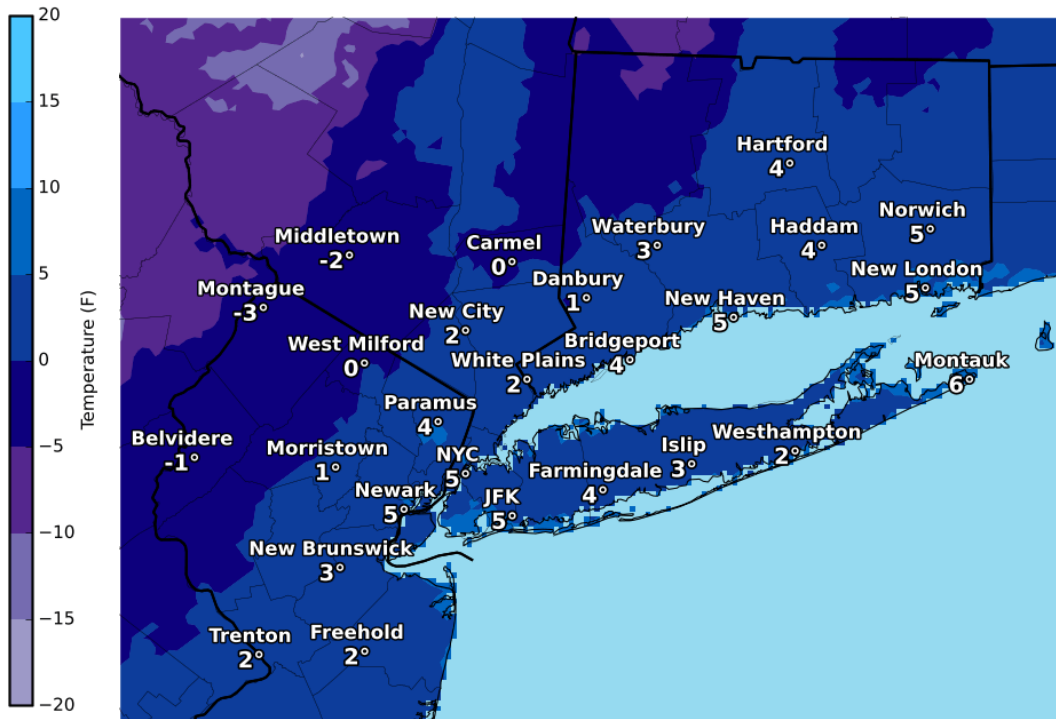 20
15
10
5
0
−5
−10
−15
−20
Temperature (F)
Hartford
4°
Norwich
5°
Waterbury
3°
Haddam
4°
Middletown
-2°
Carmel
0°
New London
5°
Danbury
1°
Montague
-3°
New Haven
5°
New City
2°
West Milford
0°
Bridgeport
4°
White Plains
2°
Montauk
6°
Paramus
4°
Belvidere
-1°
Westhampton
2°
Morristown
1°
Islip
3°
NYC
5°
Farmingdale
4°
Newark
5°
JFK
5°
New Brunswick
3°
Trenton
2°
Freehold
2°